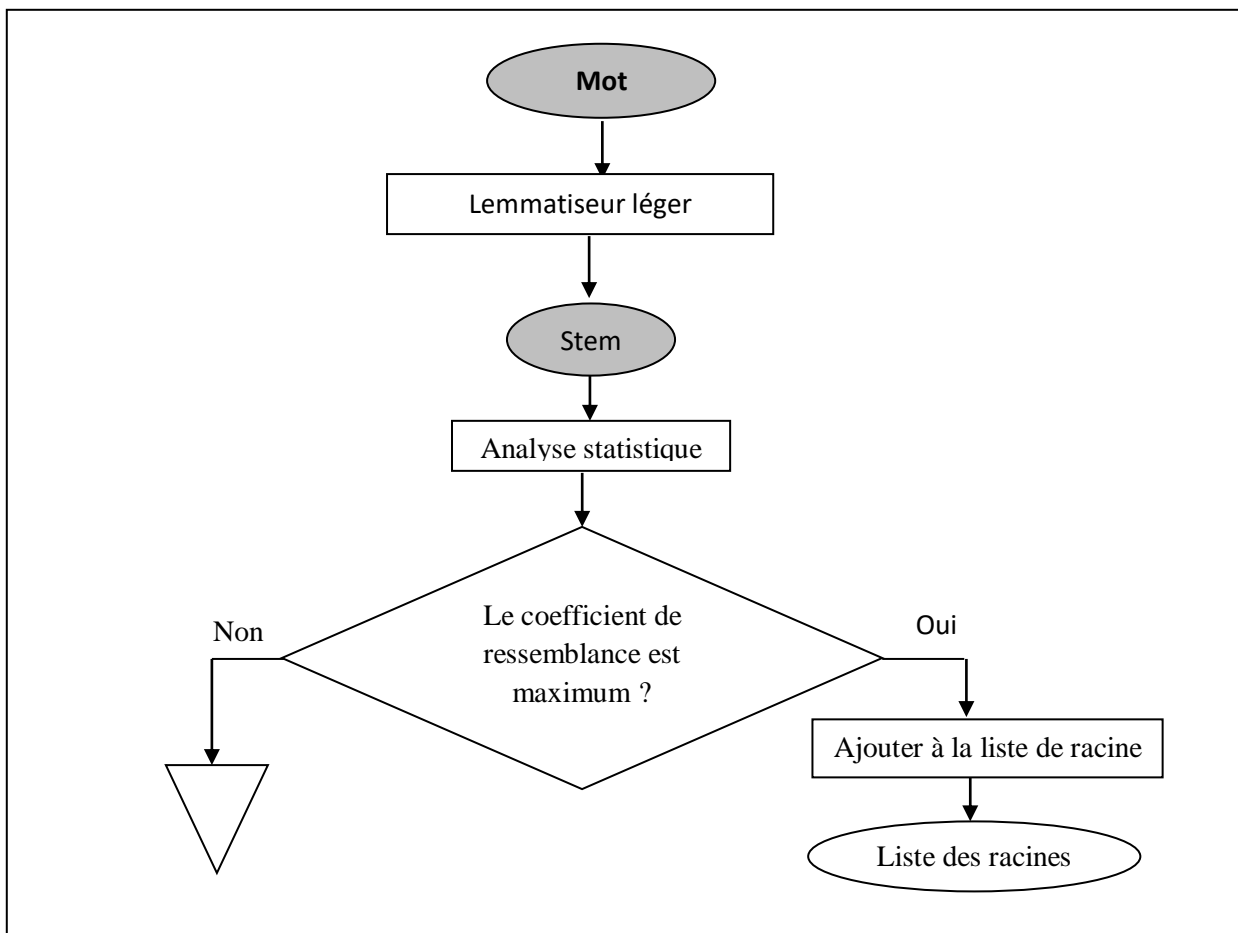 Mot
Lemmatiseur léger
Stem
Analyse statistique
Le coefficient de
ressemblance est
maximum ?
Non
Oui
Ajouter à la liste de racine
Liste des racines